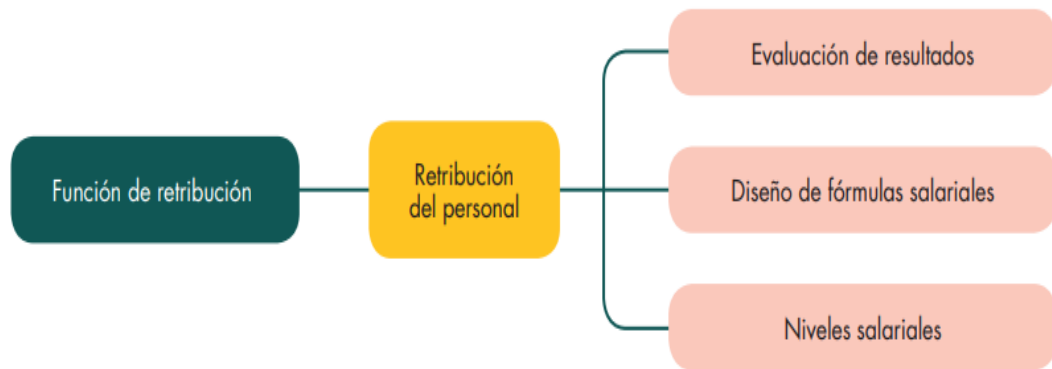 Función de retribución
Retribución
del personal
Evaluación de resultados
Diseño de fórmulas salariales
Niveles salariales